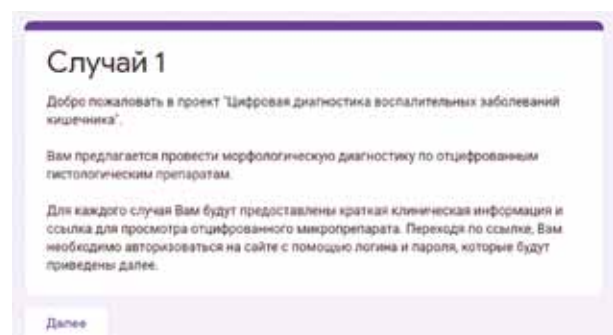 Случай 1
Добро пожаловать в проект "Цифровая диагностика воспалительных заболеваний
кишечника".
Вам предлагается провести морфологическую диагностику по отцифрованным
гистологическим препаратам.
Для каждого случая Вам будут предоставлены краткая клиническая информация и
ссылка для просмотра отцифрованного микропрепарата. Переходя по ссылке, Вам
необходимо авторизоваться на сайте с помощью логина и пароля, которые будут
приведены далее.
Далее